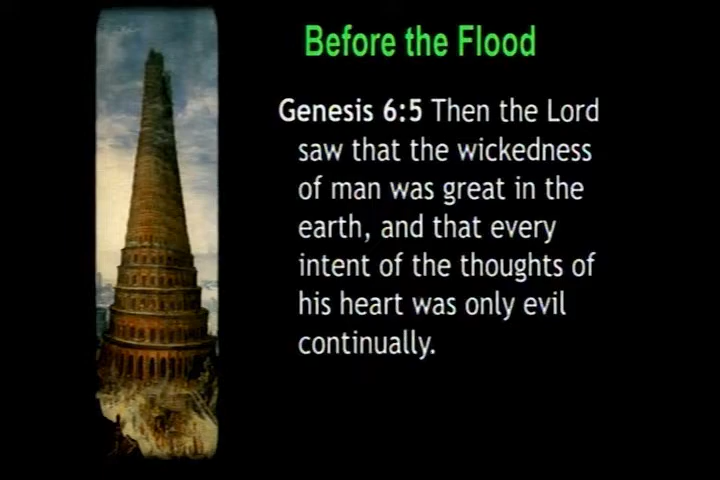 Before the Flood
Genesis 6:5 Then the Lord
saw that the wickedness
of man was great in the
earth, and that every
intent of the thoughts of
his heart was only evil
continually.